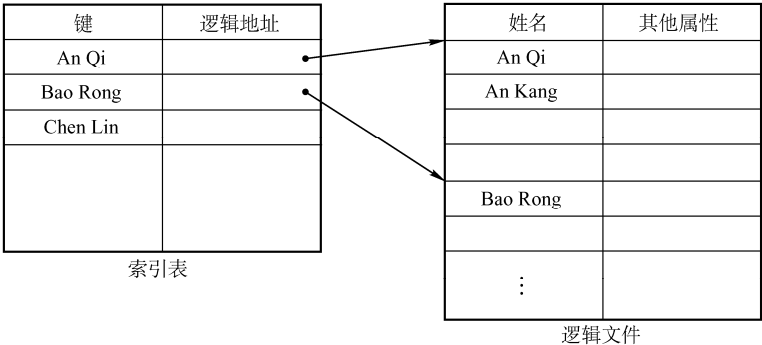 键 逻辑地址
An Qi
Bao Rong
Chen Lin
索引表
姓名 其他属性
An Qi
An Kang
Bao Rong
⋮
逻辑文件